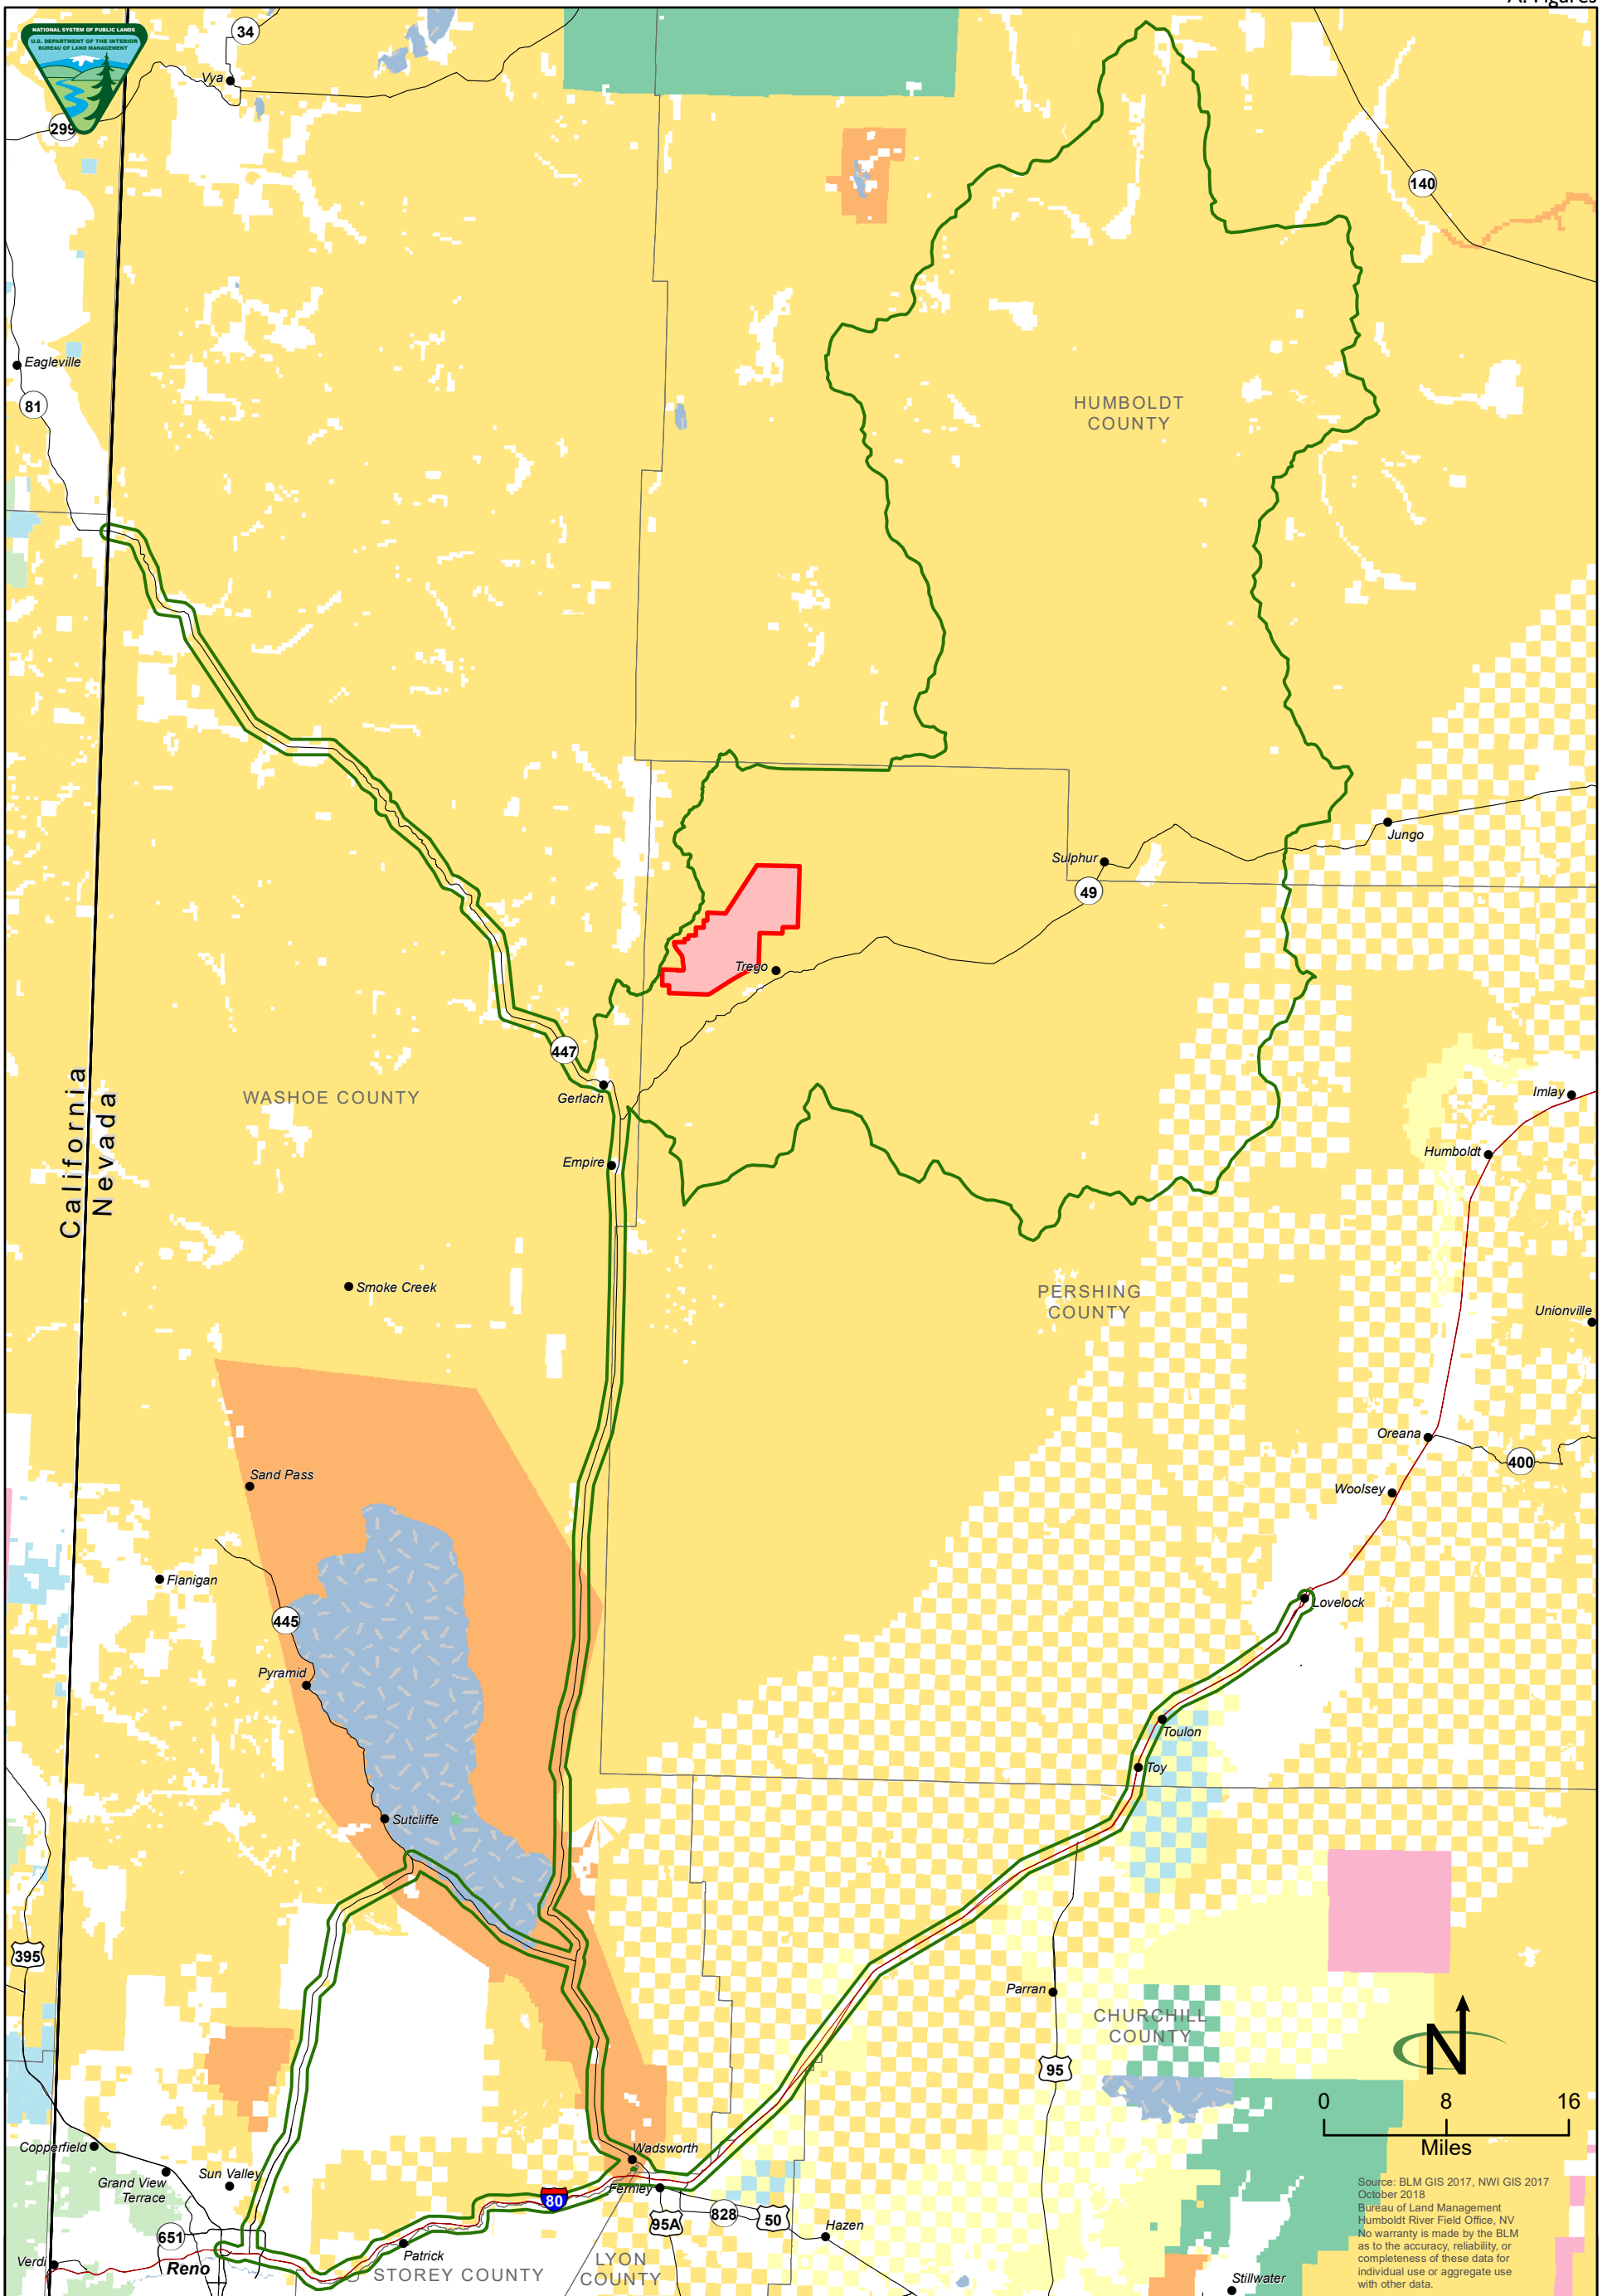 A. Figures
NATIONAL SYSTEM OF PUBLIC LANDS
U.S. DEPARTMENT OF THE INTERIOR
BUREAU OF LAND MANAGEMENT
34
Vya
299
140
Eagleville
81
HUMBOLDT
COUNTY
Jungo
Sulphur
49
Trego
447
Gerlach
WASHOE COUNTY
California
Nevada
Imlay
Humboldt
Empire
Smoke Creek
PERSHING
COUNTY
Unionville
Oreana
400
Sand Pass
Woolsey
Flanigan
Lovelock
445
Pyramid
Toulon
Toy
Sutcliffe
395
Parran
CHURCHILL
COUNTY
N
95
0 8 16
Miles
Copperfield
Grand View
Terrace
Sun Valley
Wadsworth
Fernley
80
95A
828
50
Hazen
651
Verdi
Reno
Patrick
STOREY COUNTY
LYON
COUNTY
Stillwater
Source: BLM GIS 2017, NWI GIS 2017
October 2018
Bureau of Land Management
Humboldt River Field Office, NV
No warranty is made by the BLM
as to the accuracy, reliability, or
completeness of these data for
individual use or aggregate use
with other data.